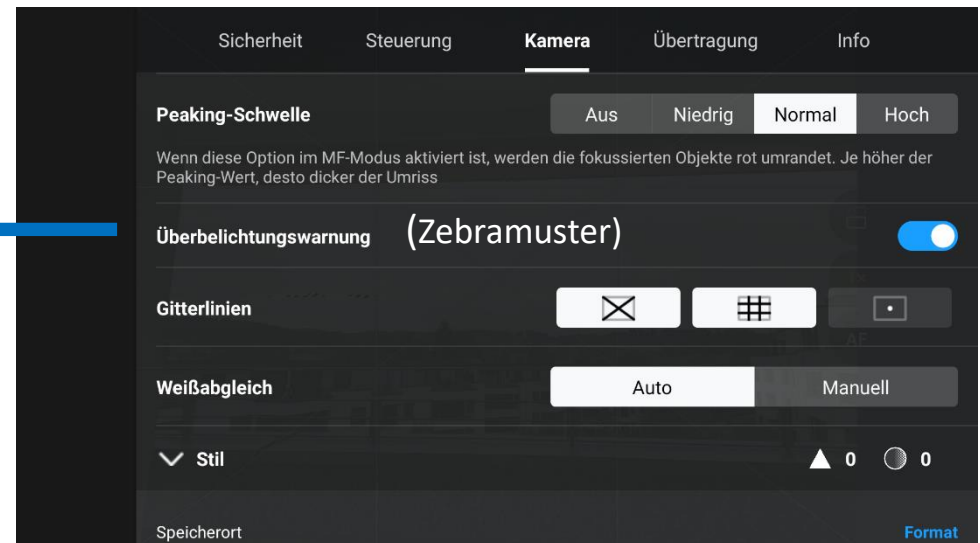 Sicherheit Steuerung Kamera Übertragung Info
Peaking-Schwelle Aus Niedrig Normal Hoch
Wenn diese Option im MF-Modus aktiviert ist, werden die fokussierten Objekte rot umrandet. Je höher der
Peaking-Wert, desto dicker der Umriss
Überbelichtungswarnung (Zebramuster)
Gitterlinien
AF
Weißabgleich Auto Manuell
Stil 0 0
Speicherort Format